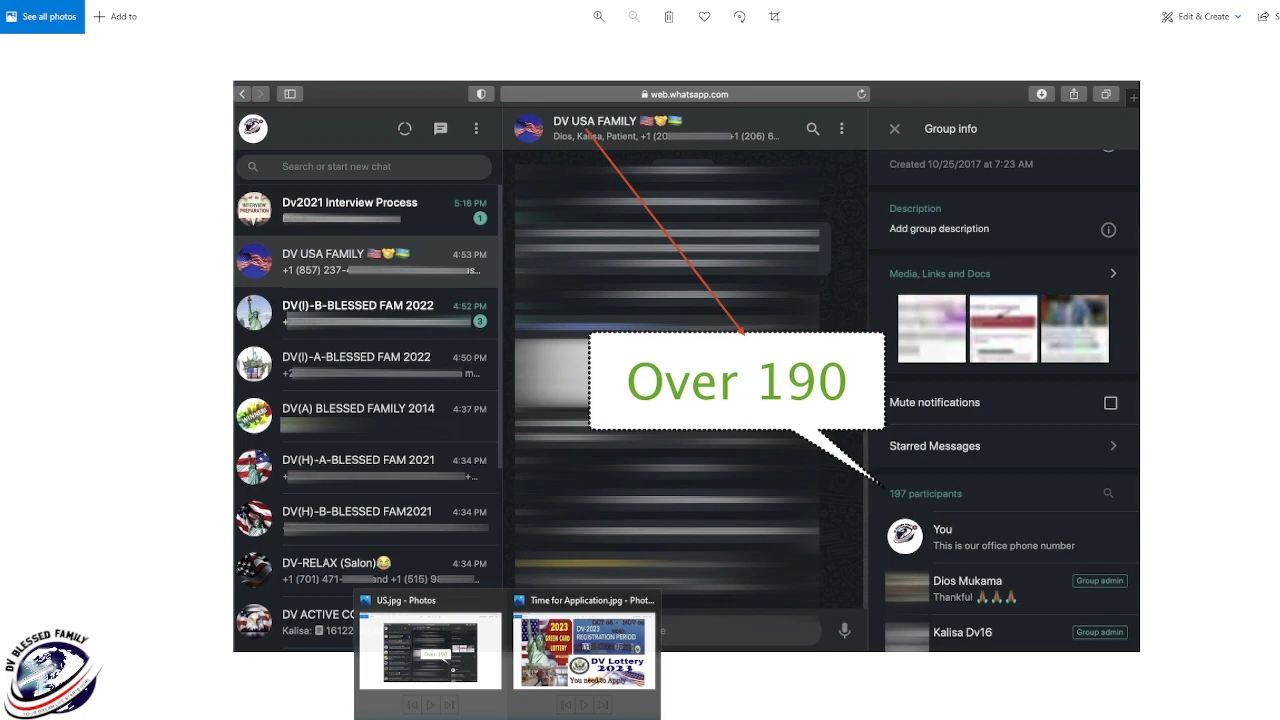 See all photos
Add to
Edit & Create
S
web.whatsapp.com
DV USA FAMILY 🇺🇸🤝🇷🇼
Dios, Kalisa, Patient, +1 (20
+1 (206) 6...
Group info
Created 10/25/2017 at 7:23 AM
Search or start new chat
Dv2021 Interview Process
5:18 PM
1
DV USA FAMILY
4:53 PM
+1 (857) 237-
s...
DV(I)-B-BLESSED FAM 2022
4:52 PM
+
3
DV(I)-A-BLESSED FAM 2022
4:50 PM
+2
m...
DV(A) BLESSED FAMILY 2014
4:37 PM
DV(H)-A-BLESSED FAM 2021
4:34 PM
+
+...
DV(H)-B-BLESSED FAM2021
4:34 PM
DV-RELAX (Salon)😂
4:34 PM
+1 (701) 471-
and +1 (515) 9
DV ACTIVE CO
Kalisa: 16122
Description
Add group description
Media, Links and Docs
Over 190
Mute notifications
Starred Messages
197 participants
You
This is our office phone number
Dios Mukama
Group admin
Thankful 🙏🙏🙏
Kalisa Dv16
Group admin
US.jpg - Photos
Time for Application.jpg - Phot...
Over 190
2023
GREEN CARD
LOTTERY
DV-2023
REGISTRATION PERIOD
DV Lottery
2023
You need to Apply
DV BLESSED FAMILY